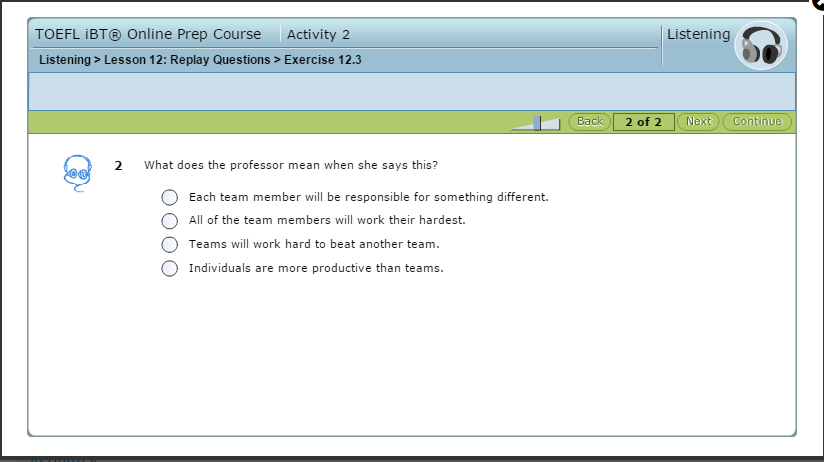 TOEFL iBT® Online Prep Course
Activity 2
Listening
Listening > Lesson 12: Replay Questions > Exercise 12.3
Back
2 of 2
Next
Continue
2 What does the professor mean when she says this?
Each team member will be responsible for something different.
All of the team members will work their hardest.
Teams will work hard to beat another team.
Individuals are more productive than teams.